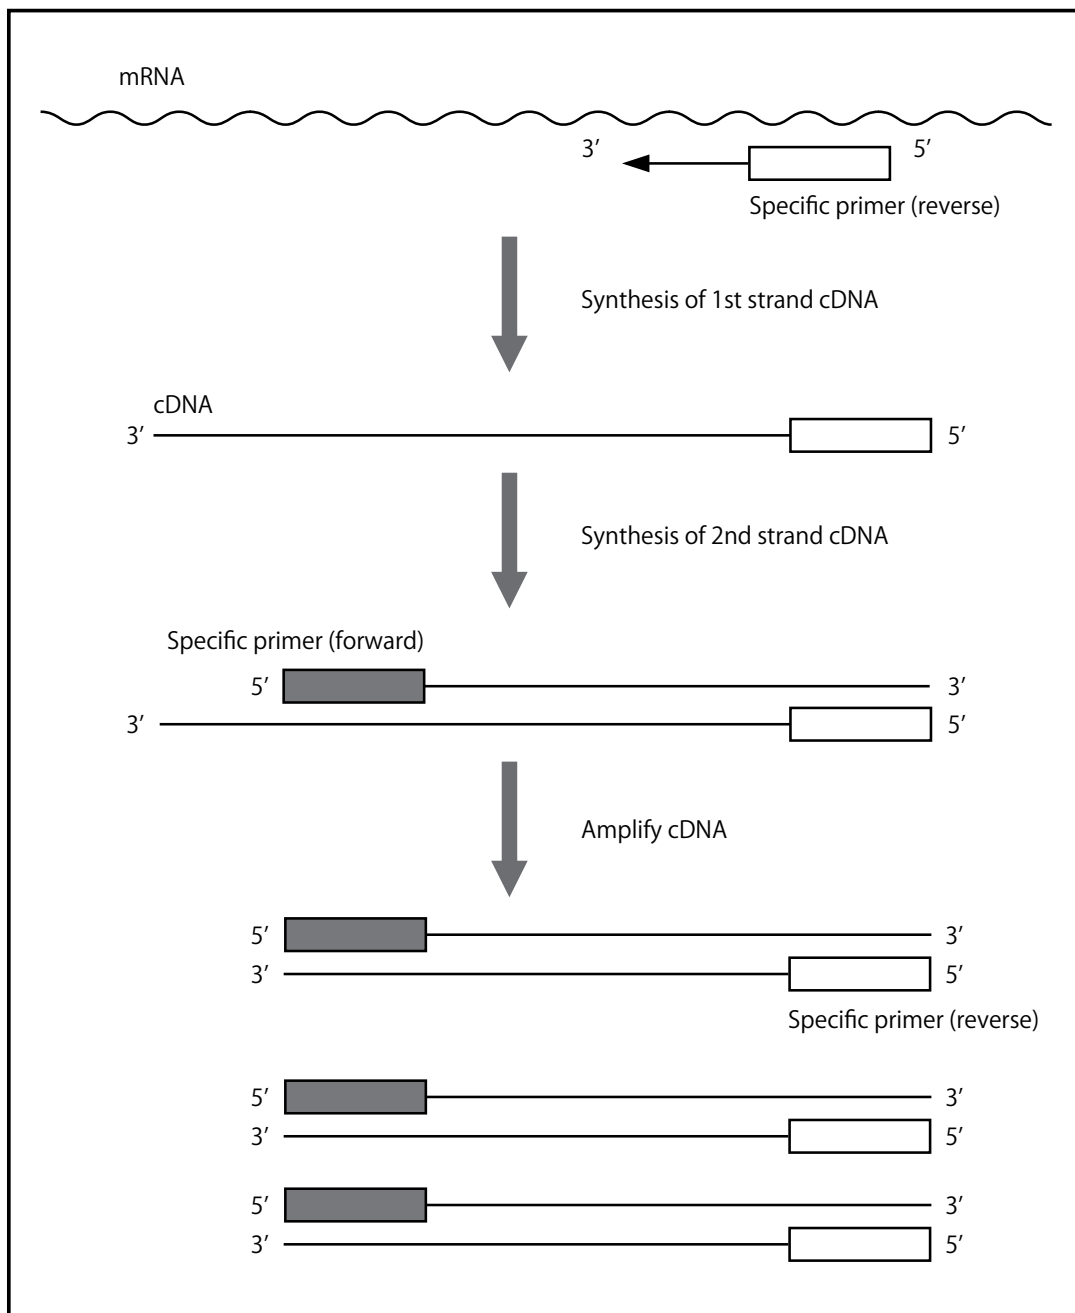 mRNA
3’ 5’
Specific primer (reverse)
Synthesis of 1st strand cDNA
cDNA
3’ 5’
Synthesis of 2nd strand cDNA
Specific primer (forward)
5’ 3’
3’ 5’
Amplify cDNA
5’ 3’
3’ 5’
Specific primer (reverse)
5’ 3’
3’ 5’
5’ 3’
3’ 5’